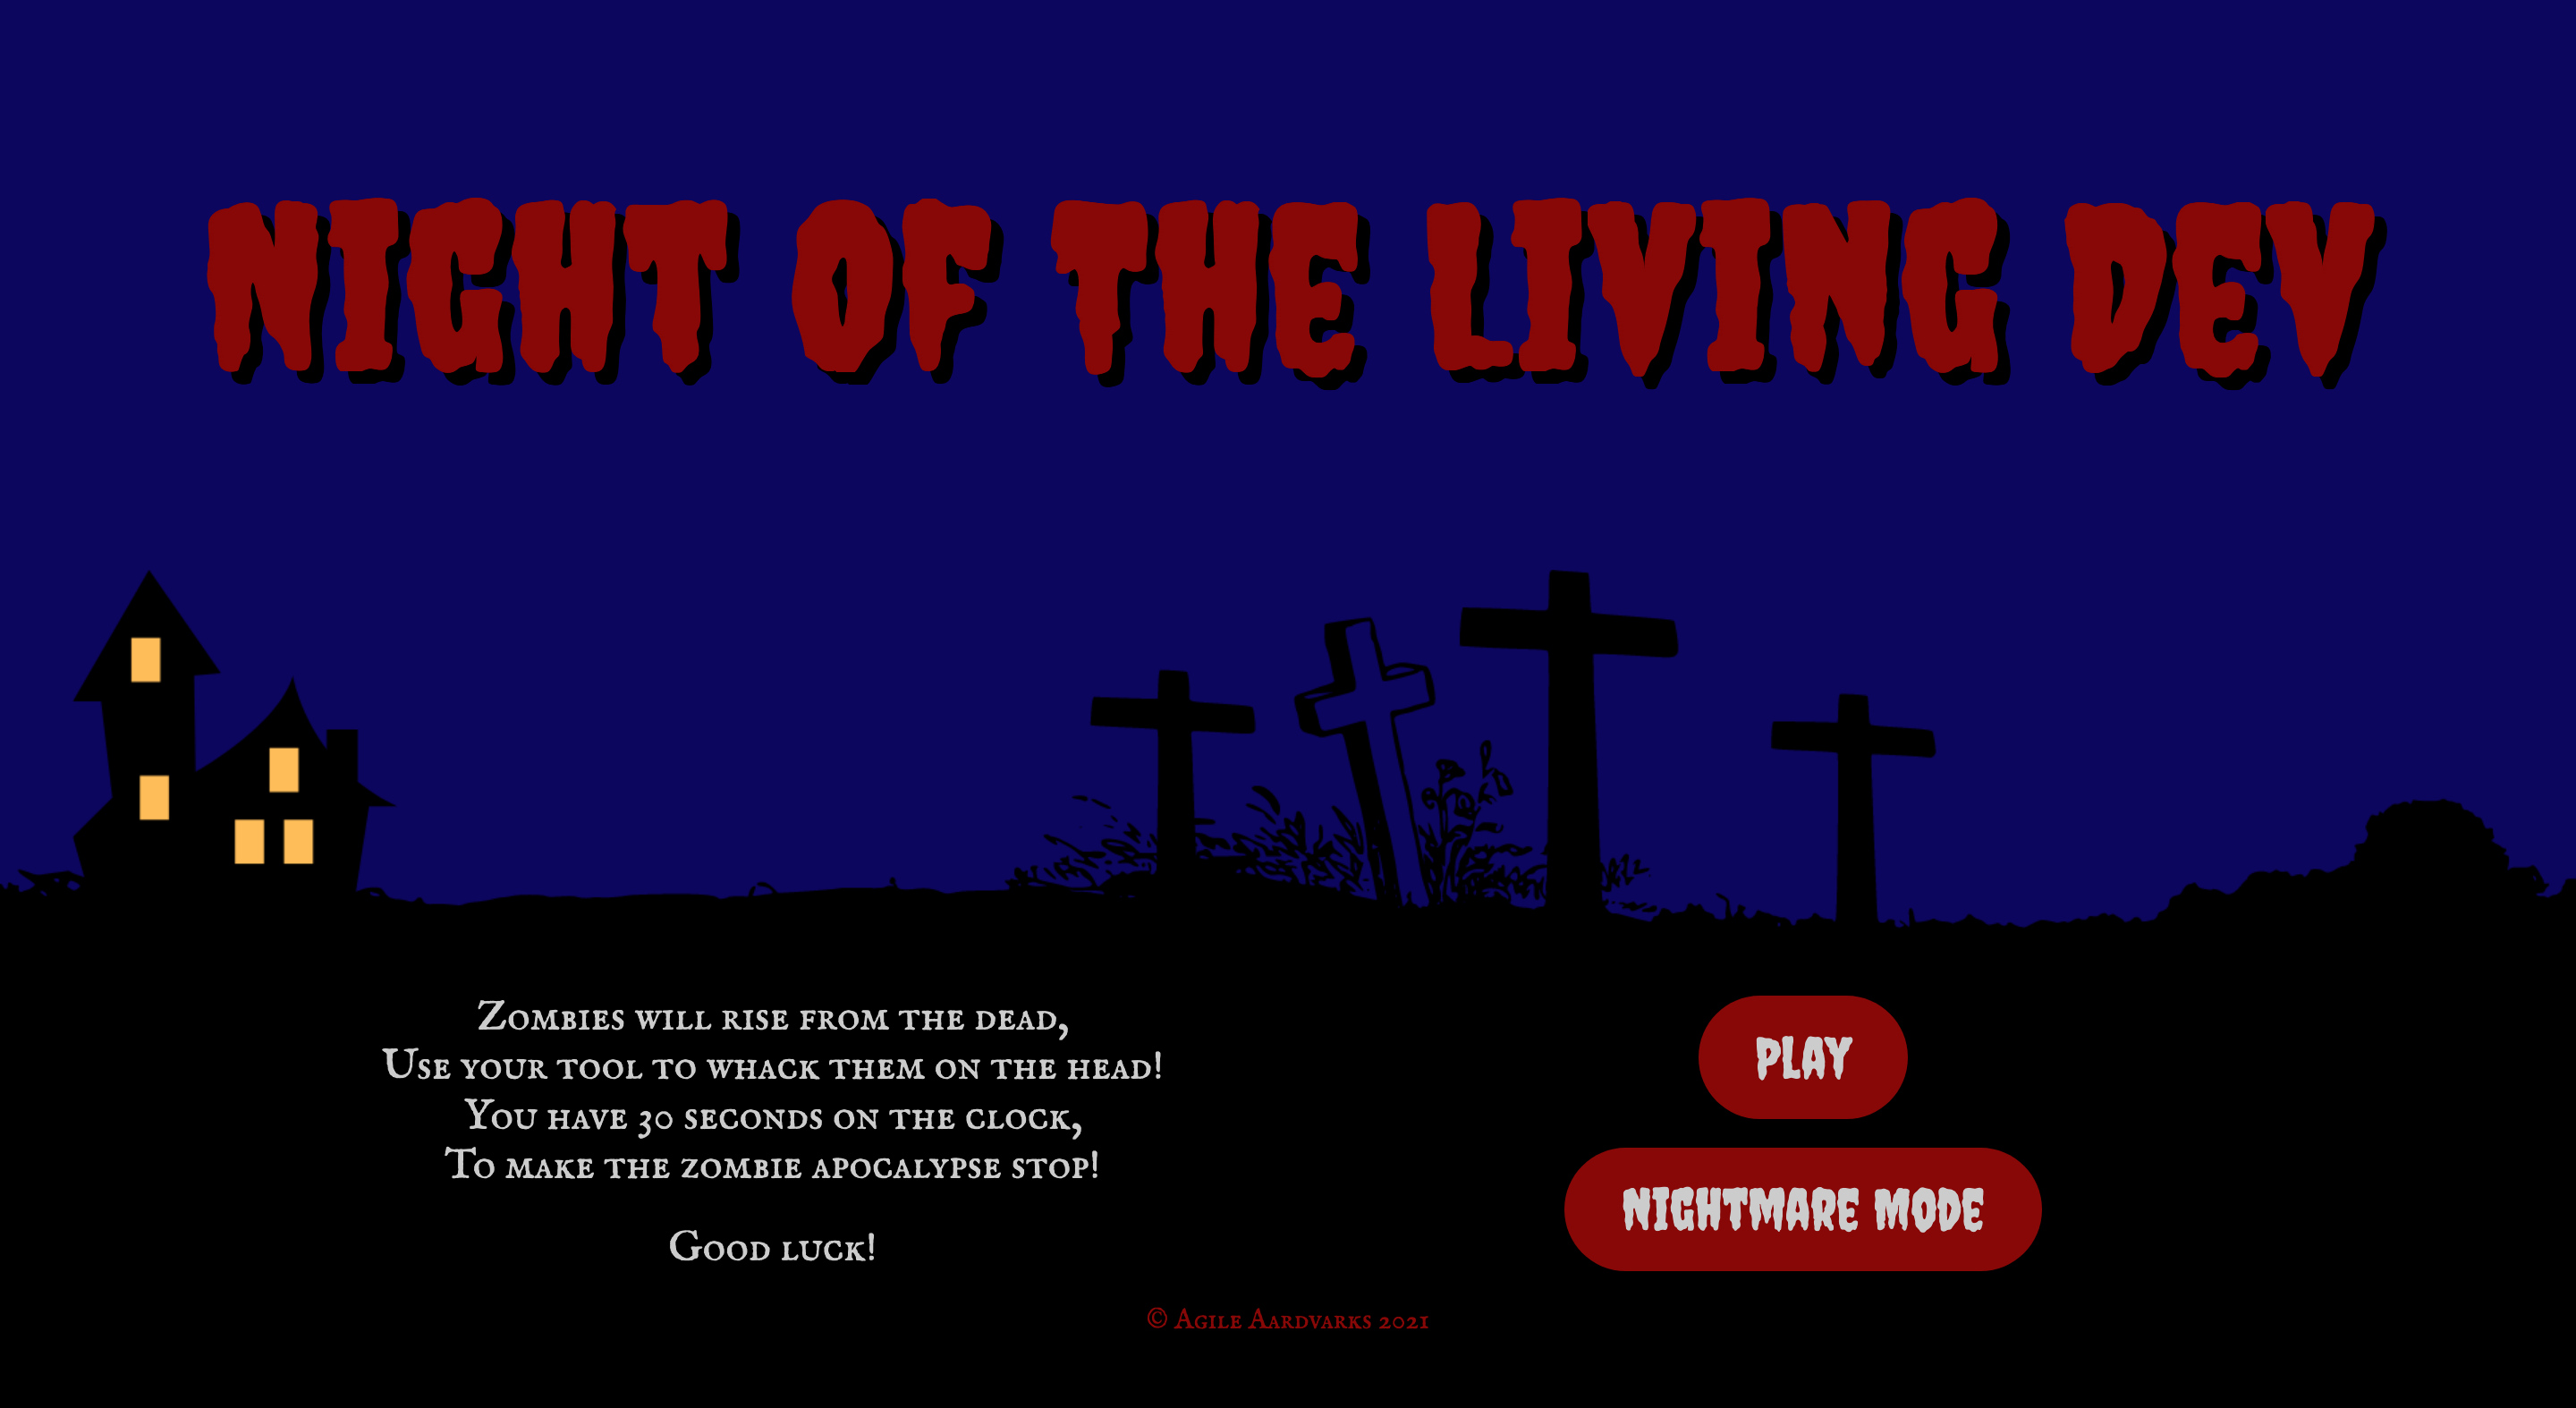 NIGHT OF THE LIVING DEV
Zombies will rise from the dead,
Use your tool to whack them on the head!
You have 30 seconds on the clock,
To make the zombie apocalypse stop!
Good luck!
PLAY
NIGHTMARE MODE
© Agile Aardvarks 2021